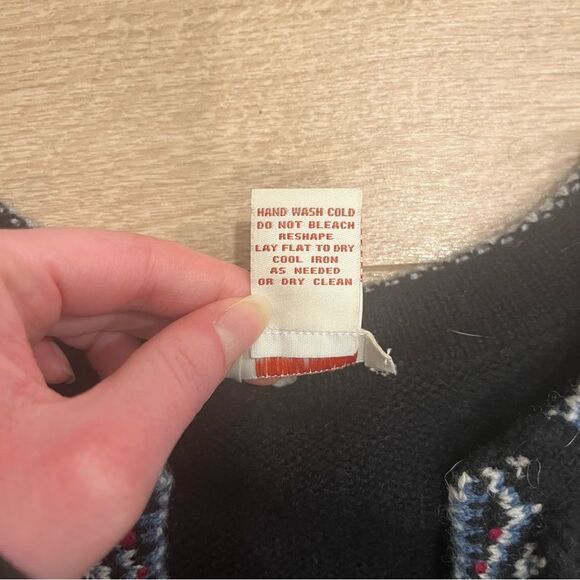 HAND WASH COLD
DO NOT BLEACH
RESHAPE
LAY FLAT TO DRY
COOL IRON
AS NEEDED
OR DRY CLEAN